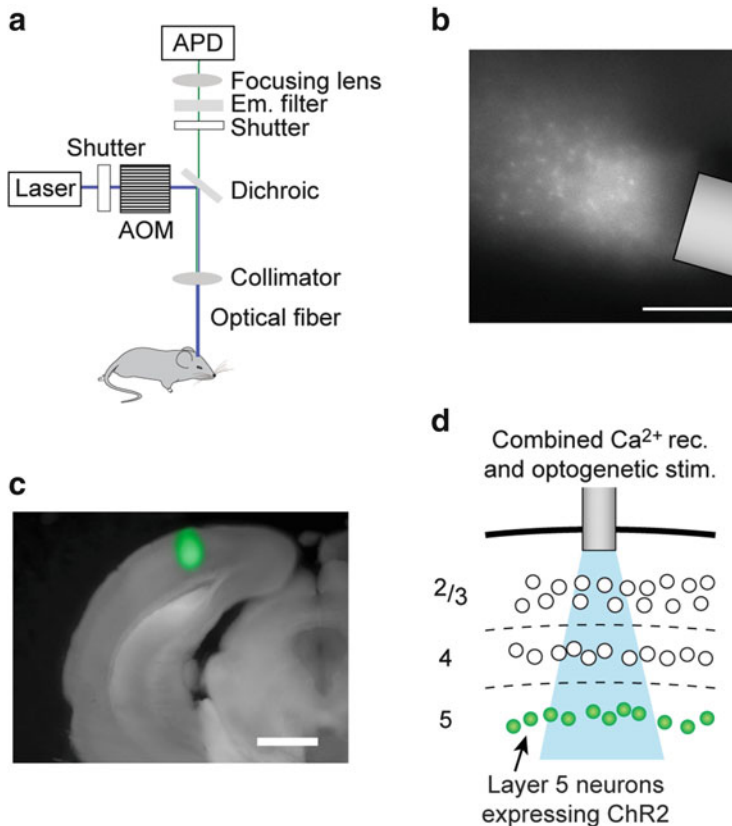 a
APD
Focusing lens
Em. filter
Shutter
Shutter
Laser
AOM
Dichroic
Collimator
Optical fiber
b
c
d
Combined Ca²⁺ rec.
and optogenetic stim.
2/3
4
5
Layer 5 neurons
expressing ChR2